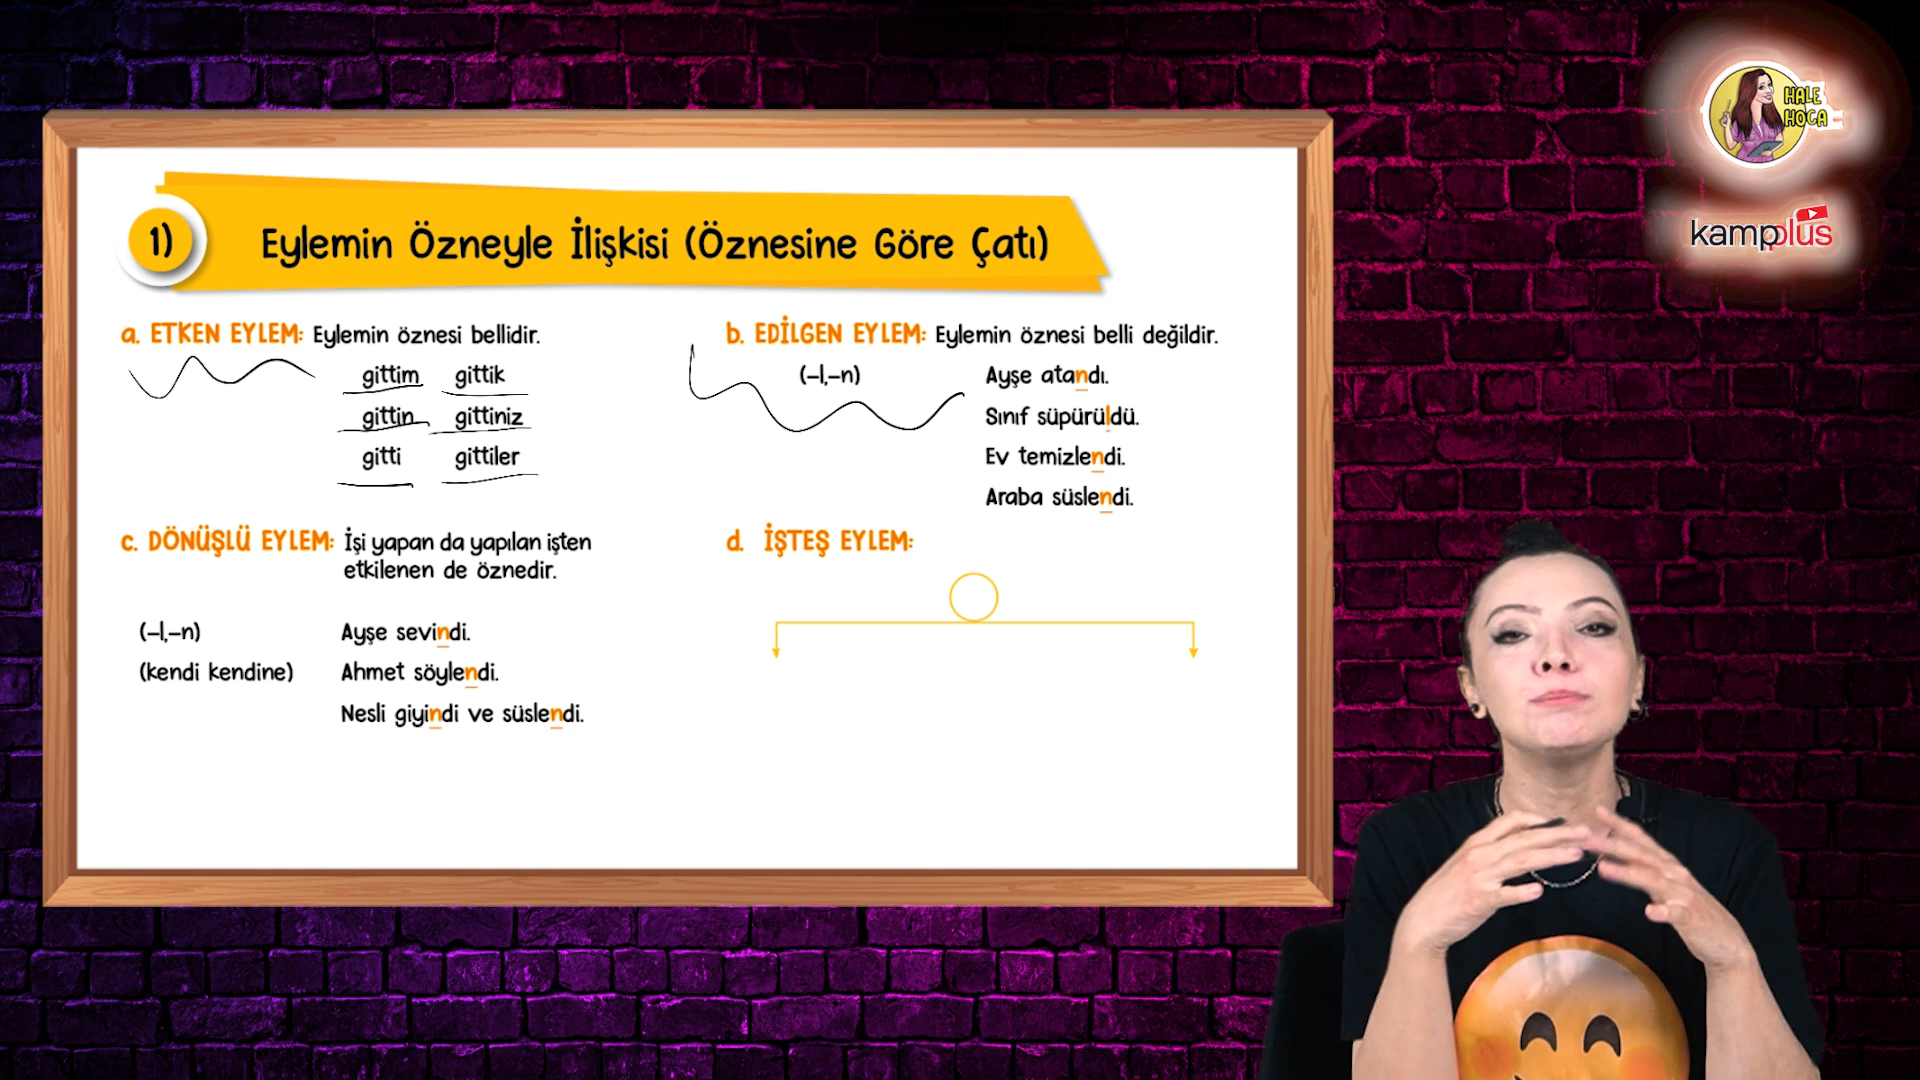 1) Eylemin Özneyle İlişkisi (Öznesine Göre Çatı)
a. ETKEN EYLEM: Eylemin öznesi bellidir.
gittim gittik
gittin gittiniz
gitti gittiler
b. EDİLGEN EYLEM: Eylemin öznesi belli değildir.
(-l,-n) Ayşe atandı.
Sınıf süpürüldü.
Ev temizlendi.
Araba süslendi.
c. DÖNÜŞLÜ EYLEM: İşi yapan da yapılan işten
etkilenen de öznedir.
(-l,-n) Ayşe sevindi.
(kendi kendine) Ahmet söylendi.
Nesli giyindi ve süslendi.
d. İŞTEŞ EYLEM:
HALE
HOCA
kampplus